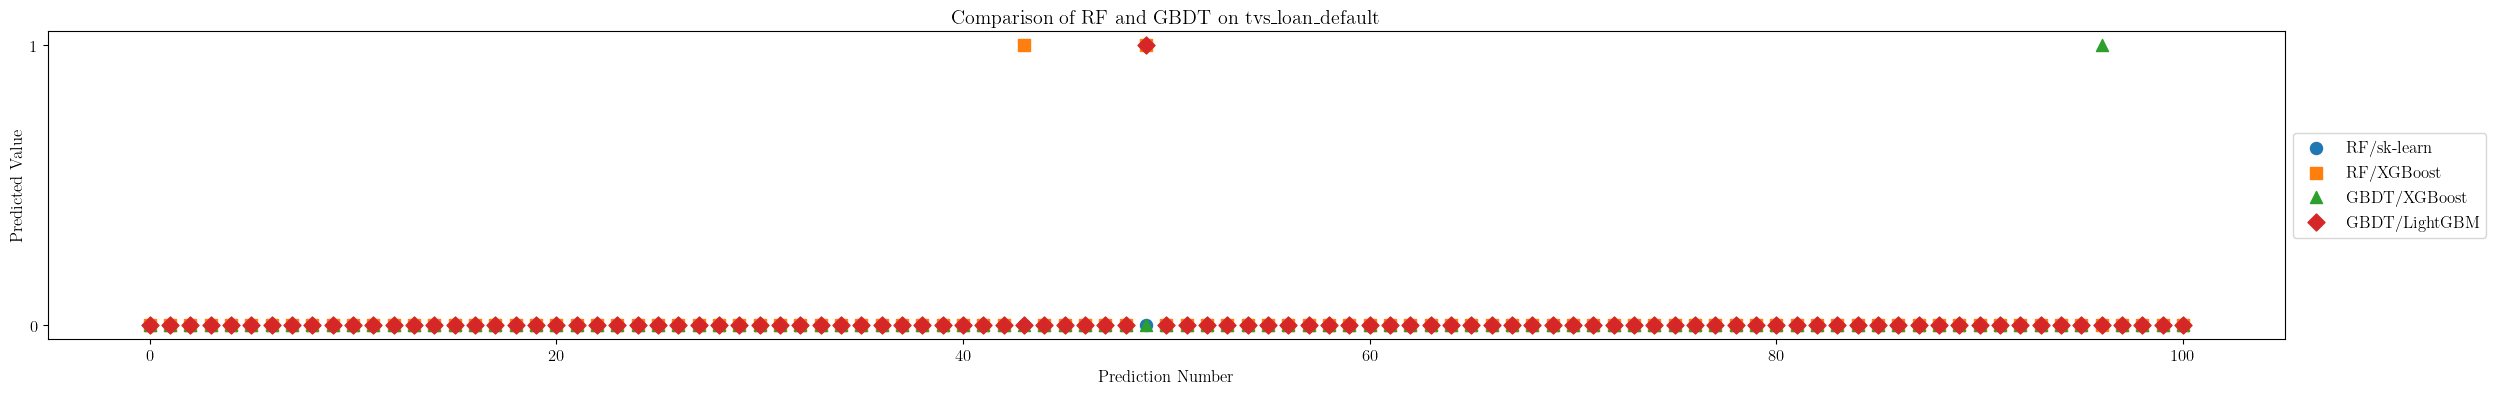 Comparison of RF and GBDT on tvs_loan_default
Predicted Value
1
0
0 20 40 60 80 100
Prediction Number
RF/sk-learn
RF/XGBoost
GBDT/XGBoost
GBDT/LightGBM